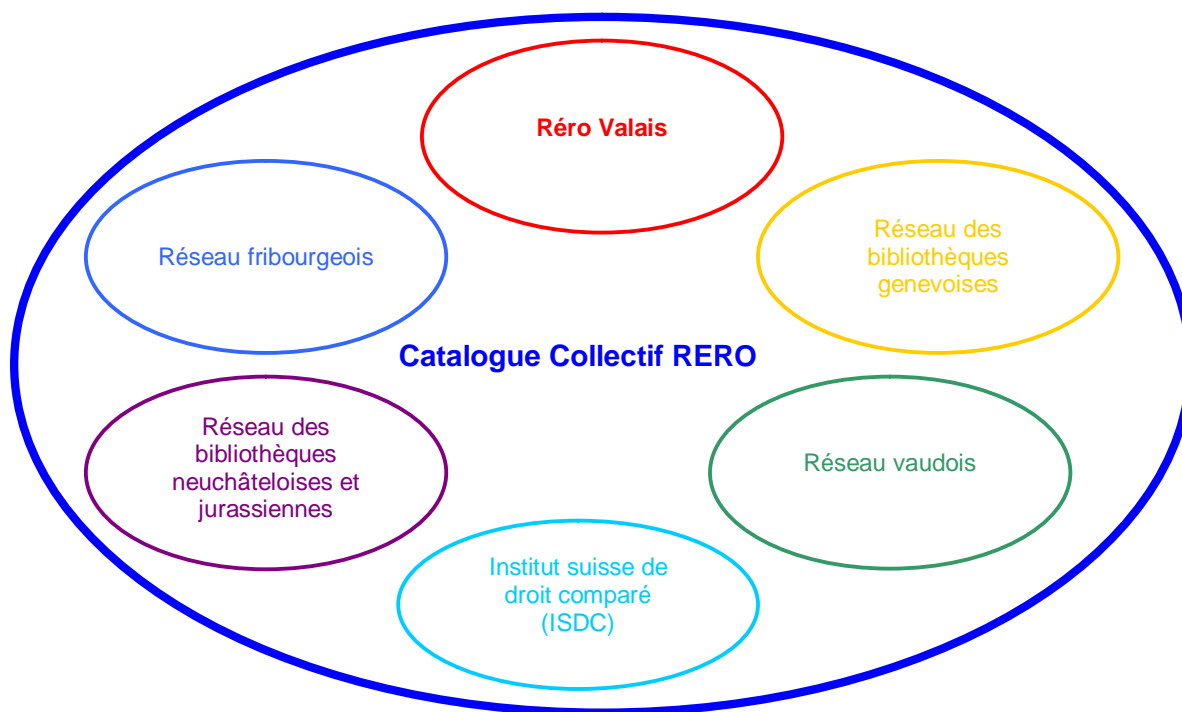 Réro Valais
Réseau fribourgeois
Réseau des
bibliothèques
genevoises
Catalogue Collectif RERO
Réseau des
bibliothèques
neuchâteloises et
jurassiennes
Réseau vaudois
Institut suisse de
droit comparé
(ISDC)